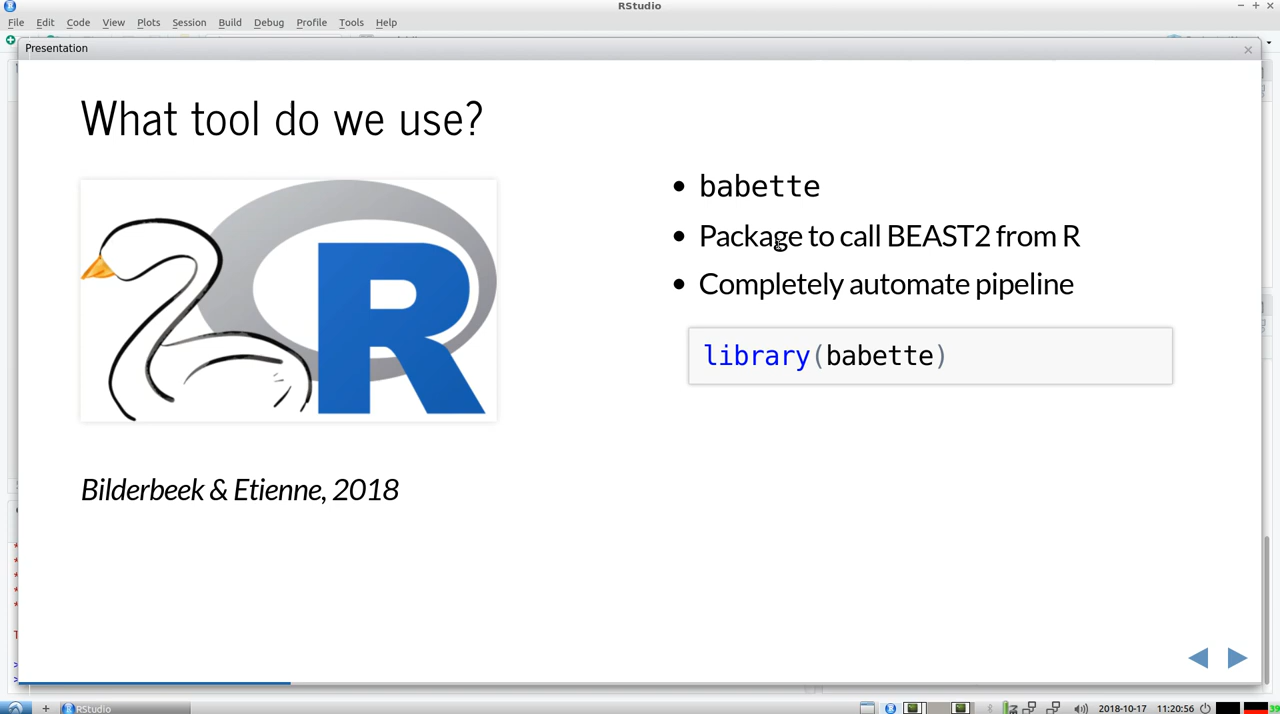 RStudio
File Edit Code View Plots Session Build Debug Profile Tools Help
Presentation
What tool do we use?
R
• babette
• Package to call BEAST2 from R
• Completely automate pipeline
library(babette)
Bilderbeek & Etienne, 2018
RStudio
2018-10-17 11:20:56
39